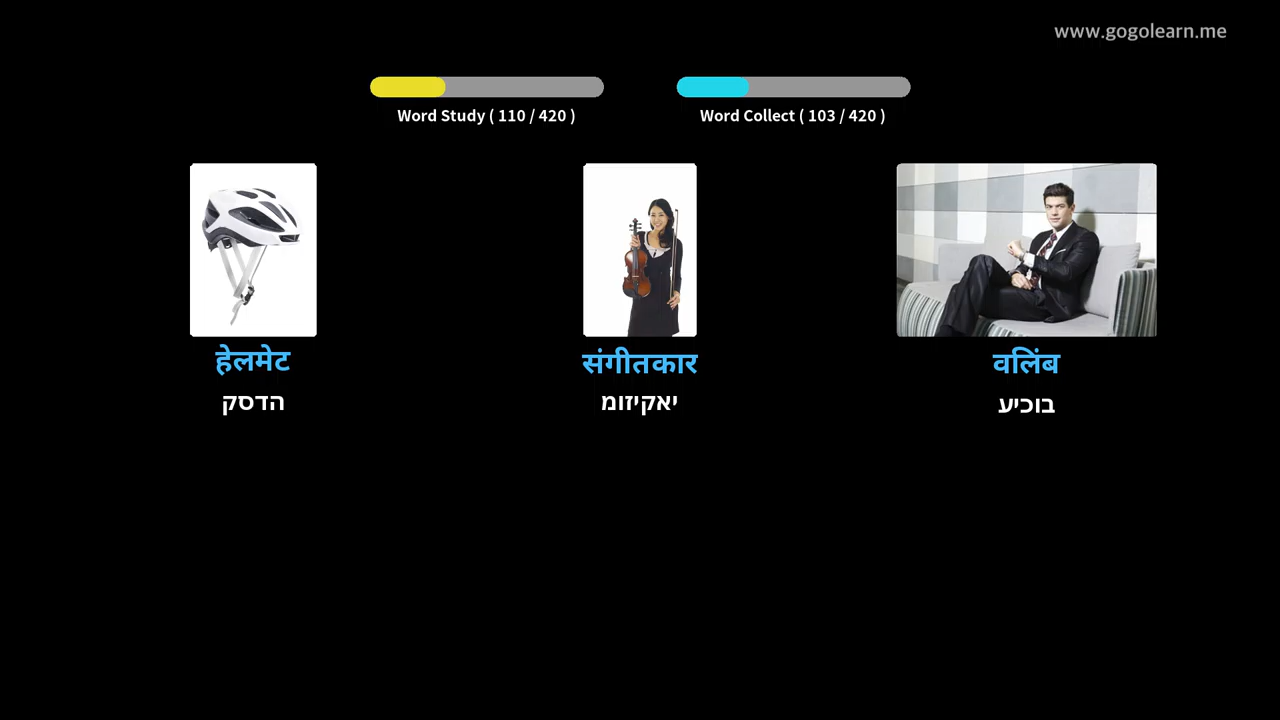 www.gogolearn.me
Word Study ( 110 / 420 )
Word Collect ( 103 / 420 )
हेलमेट
संगीतकार
वलिंब
הדסק
יאקיזומ
בוכיע